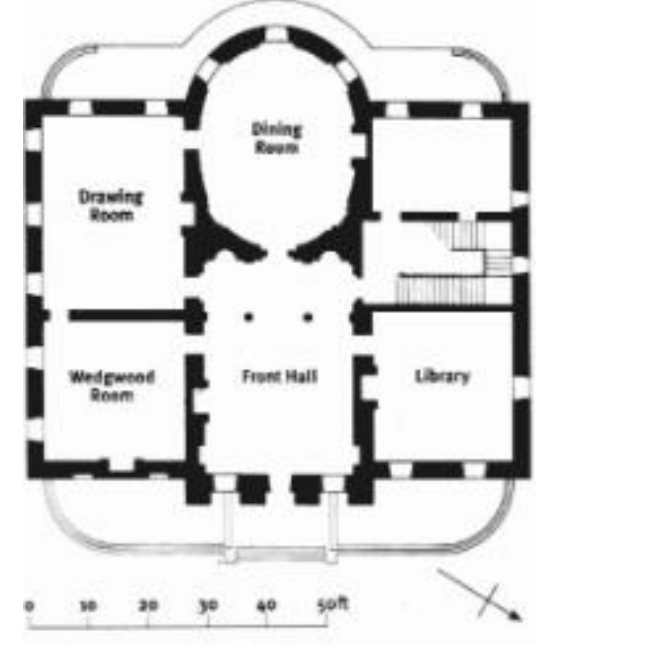 Dining
Room
Drawing
Room
Wedgwood
Room
Front Hall
Library
0 10 20 30 40 50ft